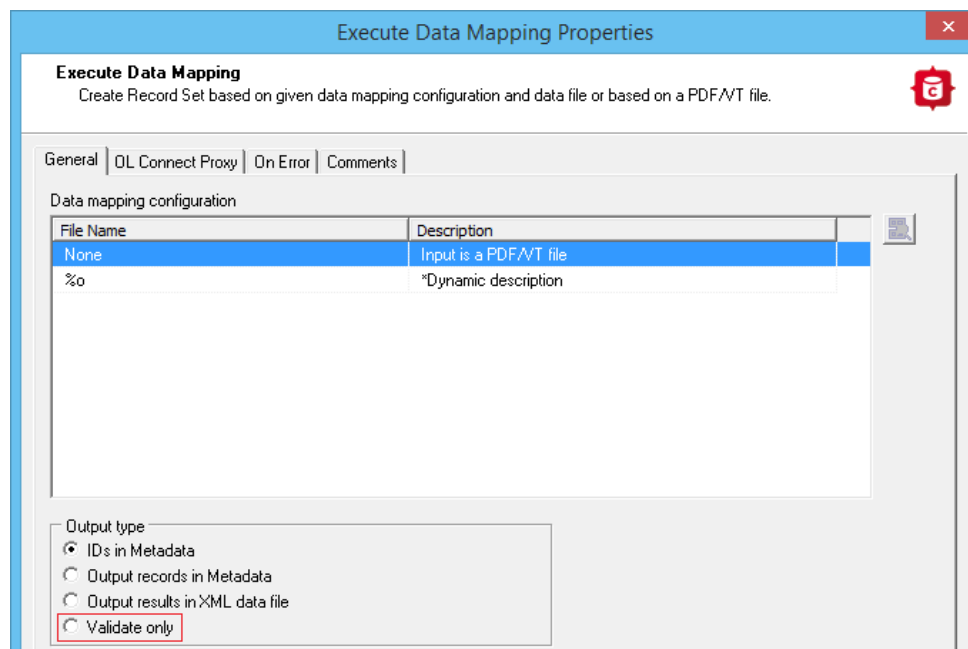 Execute Data Mapping Properties
Execute Data Mapping
Create Record Set based on given data mapping configuration and data file or based on a PDF/VT file.
General OL Connect Proxy On Error Comments
Data mapping configuration
File Name Description
None Input is a PDF/VT file
%o *Dynamic description
Output type
IDs in Metadata
Output records in Metadata
Output results in XML data file
Validate only